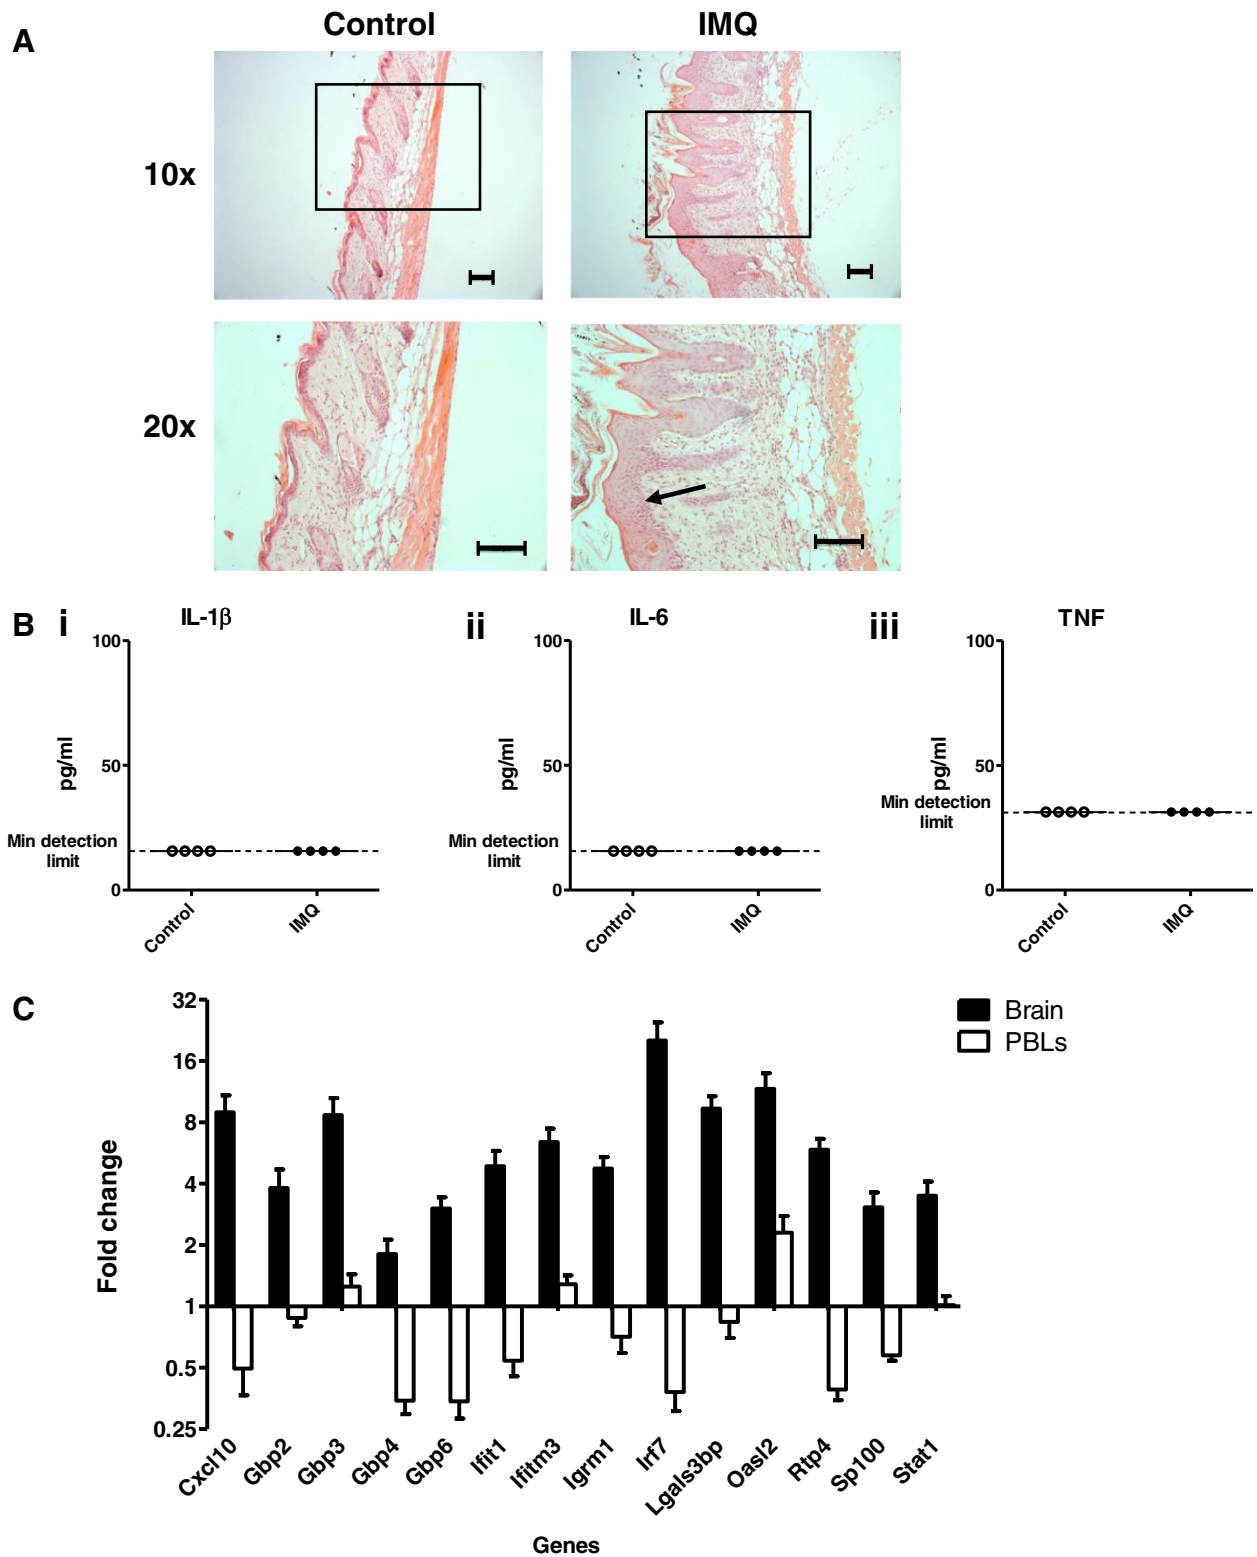 A
Control
IMQ
10x
20x
B
i
IL-1β
100
50
0
pg/ml
Min detection
limit
Control
IMQ
ii
IL-6
100
50
0
pg/ml
Min detection
limit
Control
IMQ
iii
TNF
100
50
0
pg/ml
Min detection
limit
Control
IMQ
C
32
16
8
4
2
1
0.5
0.25
Fold change
Brain
PBLs
Cxcl10
Gbp2
Gbp3
Gbp4
Gbp6
Ifit1
Ifitm3
Igrm1
Irf7
Lgals3bp
Oasl2
Rtp4
Sp100
Stat1
Genes